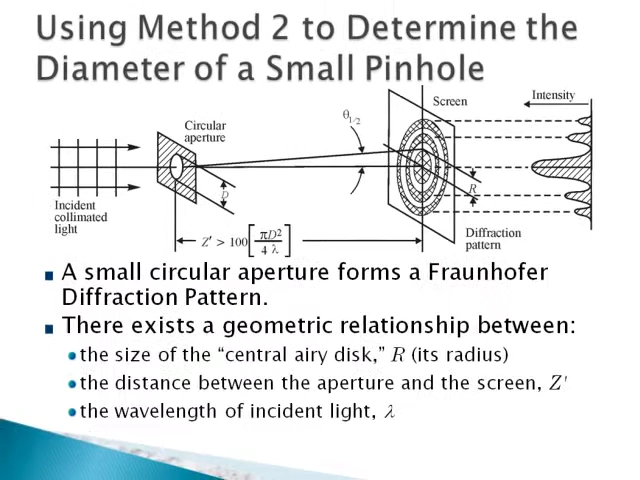 Using Method 2 to Determine the
Diameter of a Small Pinhole
θ1/2
Screen
Intensity
Circular
aperture
D
R
Incident
collimated
light
Z' > 100[πD²/4 λ]
Diffraction
pattern
A small circular aperture forms a Fraunhofer
Diffraction Pattern.
There exists a geometric relationship between:
the size of the “central airy disk,” R (its radius)
the distance between the aperture and the screen, Z'
the wavelength of incident light, λ